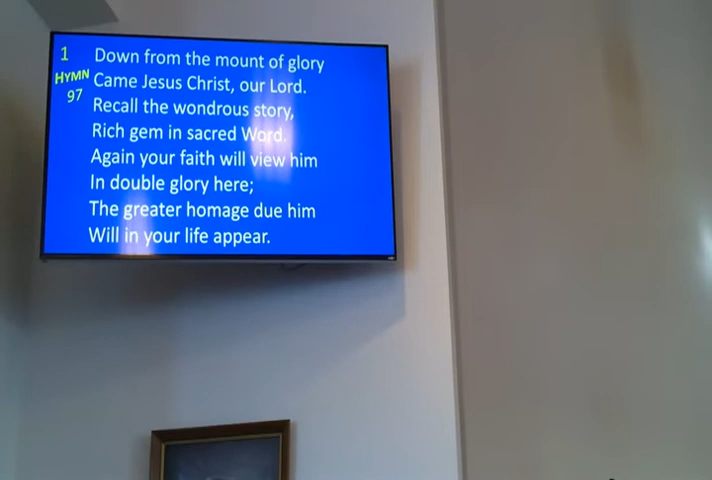 1 Down from the mount of glory
HYMN 97 Came Jesus Christ, our Lord.
Recall the wondrous story,
Rich gem in sacred Word.
Again your faith will view him
In double glory here;
The greater homage due him
Will in your life appear.